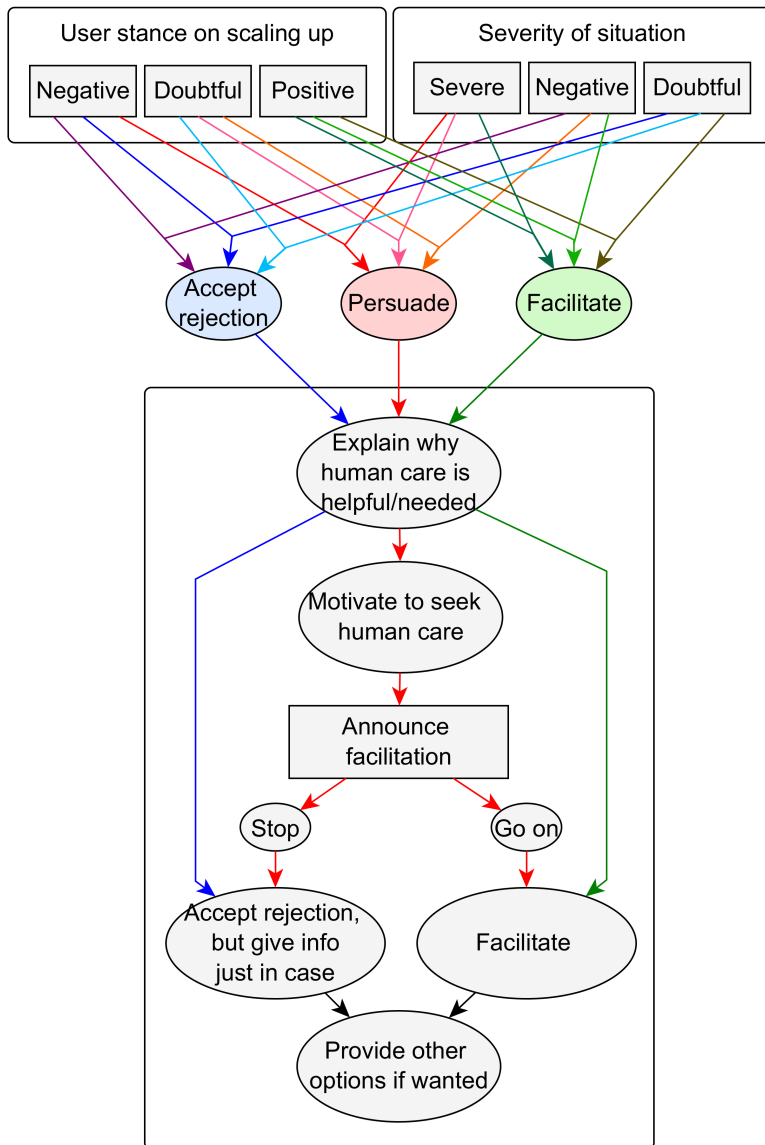 User stance on scaling up
Severity of situation
Negative
Doubtful
Positive
Severe
Negative
Doubtful
Accept
rejection
Persuade
Facilitate
Explain why
human care is
helpful/needed
Motivate to seek
human care
Announce
facilitation
Stop
Go on
Accept rejection,
but give info
just in case
Facilitate
Provide other
options if wanted